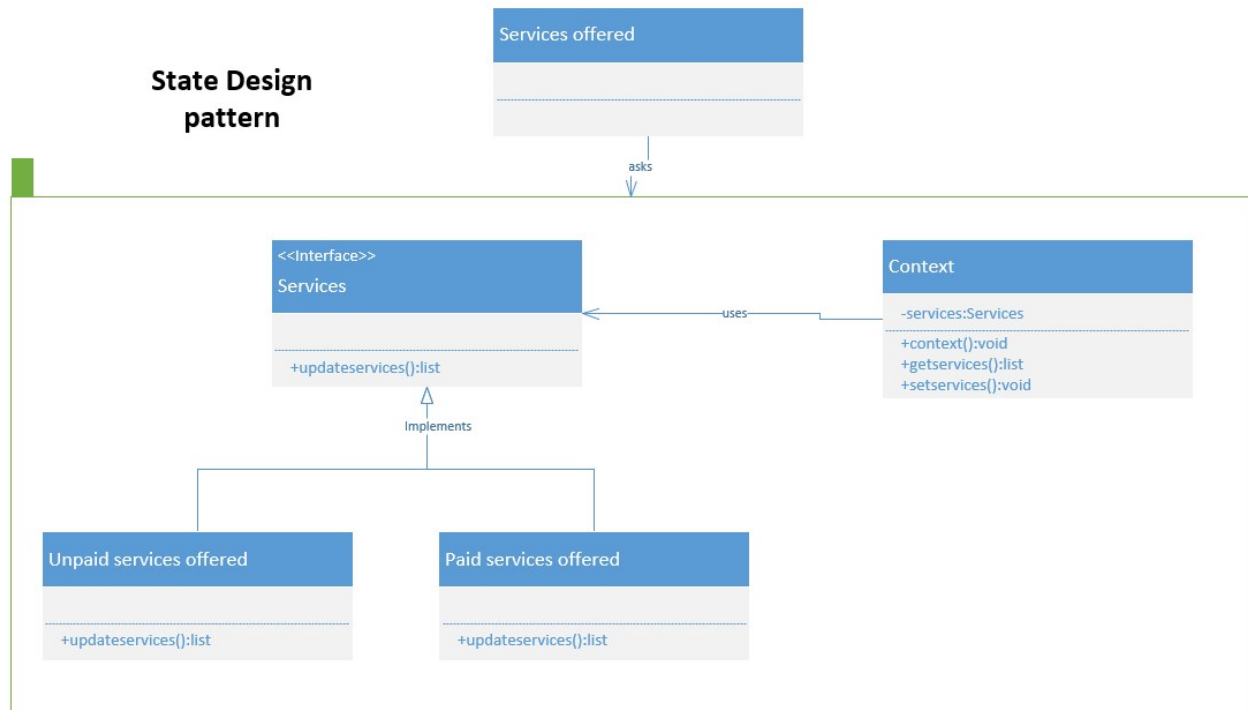 Services offered
State Design
pattern
asks
<<Interface>>
Services
+updateservices():list
uses
Context
-services:Services
+context():void
+getservices():list
+setservices():void
Implements
Unpaid services offered
+updateservices():list
Paid services offered
+updateservices():list